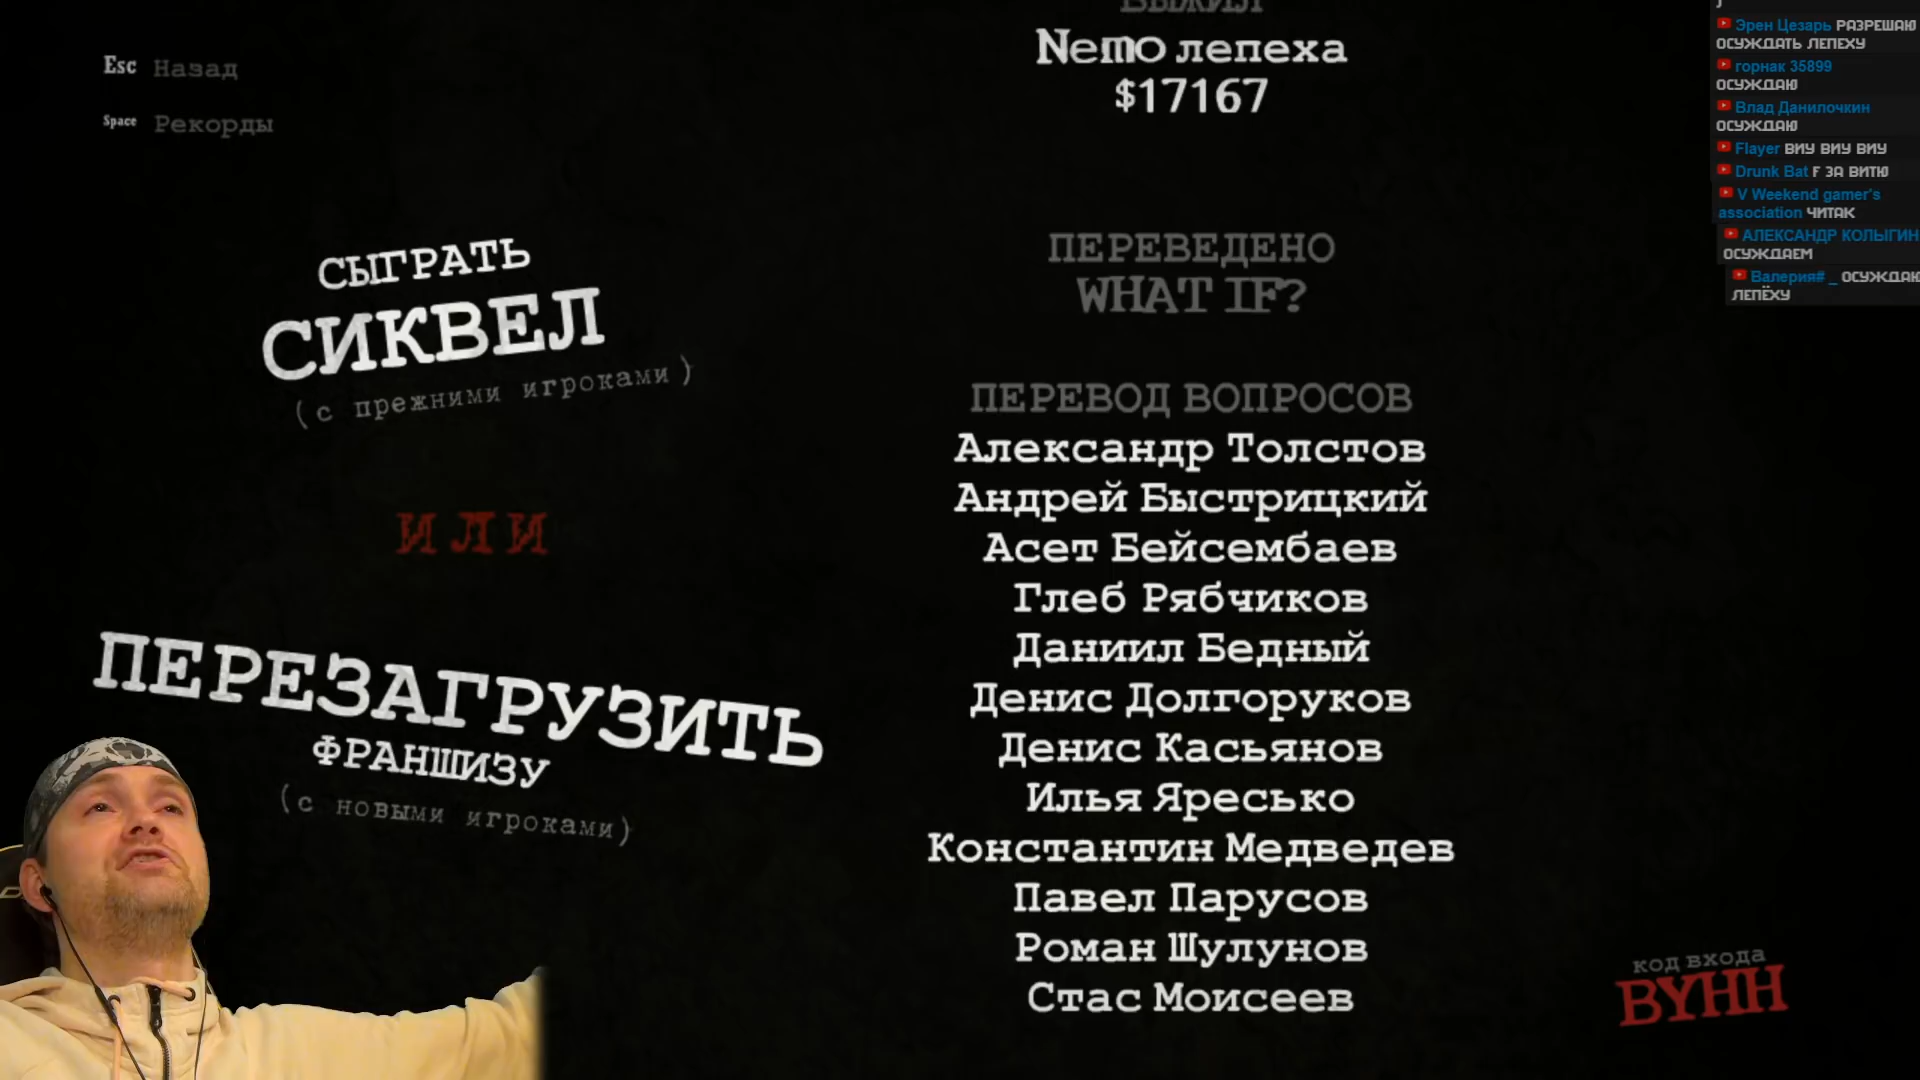 Esc Назад
Space Рекорды
СЫГРАТЬ
СИКВЕЛ
(с прежними игроками)
ИЛИ
ПЕРЕЗАГРУЗИТЬ
ФРАНШИЗУ
(с новыми игроками)
ВЫЖИЛ
Nemo лепеха
$17167
ПЕРЕВЕДЕНО
WHAT IF?
ПЕРЕВОД ВОПРОСОВ
Александр Толстов
Андрей Быстрицкий
Асет Бейсембаев
Глеб Рябчиков
Даниил Бедный
Денис Долгоруков
Денис Касьянов
Илья Яресько
Константин Медведев
Павел Парусов
Роман Шулунов
Стас Моисеев
Эрен Цезарь РАЗРЕШАЮ
ОСУЖДАТЬ ЛЕПЕХУ
горнак 35899
ОСУЖДАЮ
Влад Данилочкин
ОСУЖДАЮ
Flayer ВИУ ВИУ ВИУ
Drunk Bat F ЗА ВИТЮ
V Weekend gamer's
association ЧИТАК
АЛЕКСАНДР КОЛЫГИН
ОСУЖДАЕМ
Валерия# _ ОСУЖДАЮ
ЛЕПЁХУ
код входа
BYHH